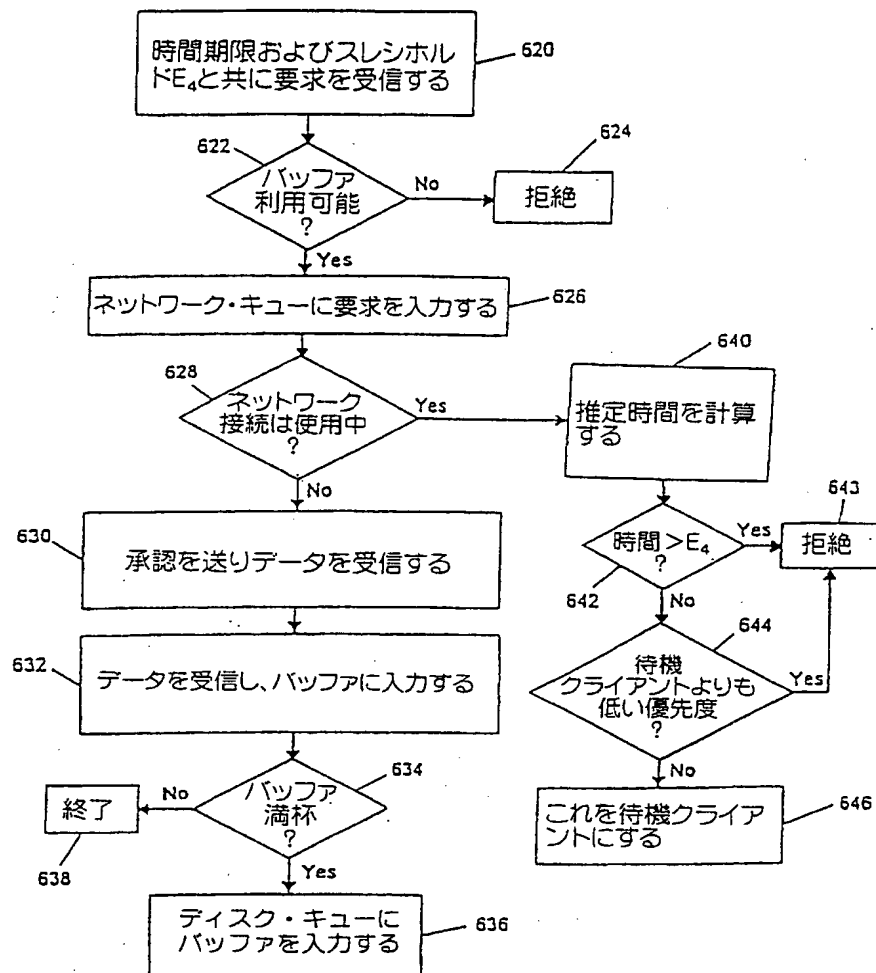 時間期限およびスレシホル
ドE₄と共に要求を受信する
620
622
バッファ
利用可能
?
No
624
拒絶
Yes
ネットワーク・キューに要求を入力する
626
628
ネットワーク
接続は使用中
?
Yes
No
640
推定時間を計算
する
630
承認を送りデータを受信する
時間>E₄
?
642
Yes
643
拒絶
No
632
データを受信し、バッファに入力する
644
待機
クライアントよりも
低い優先度
?
Yes
No
634
バッファ
満杯
?
No
終了
638
Yes
これを待機クライア
ントにする
646
ディスク・キューに
バッファを入力する
636